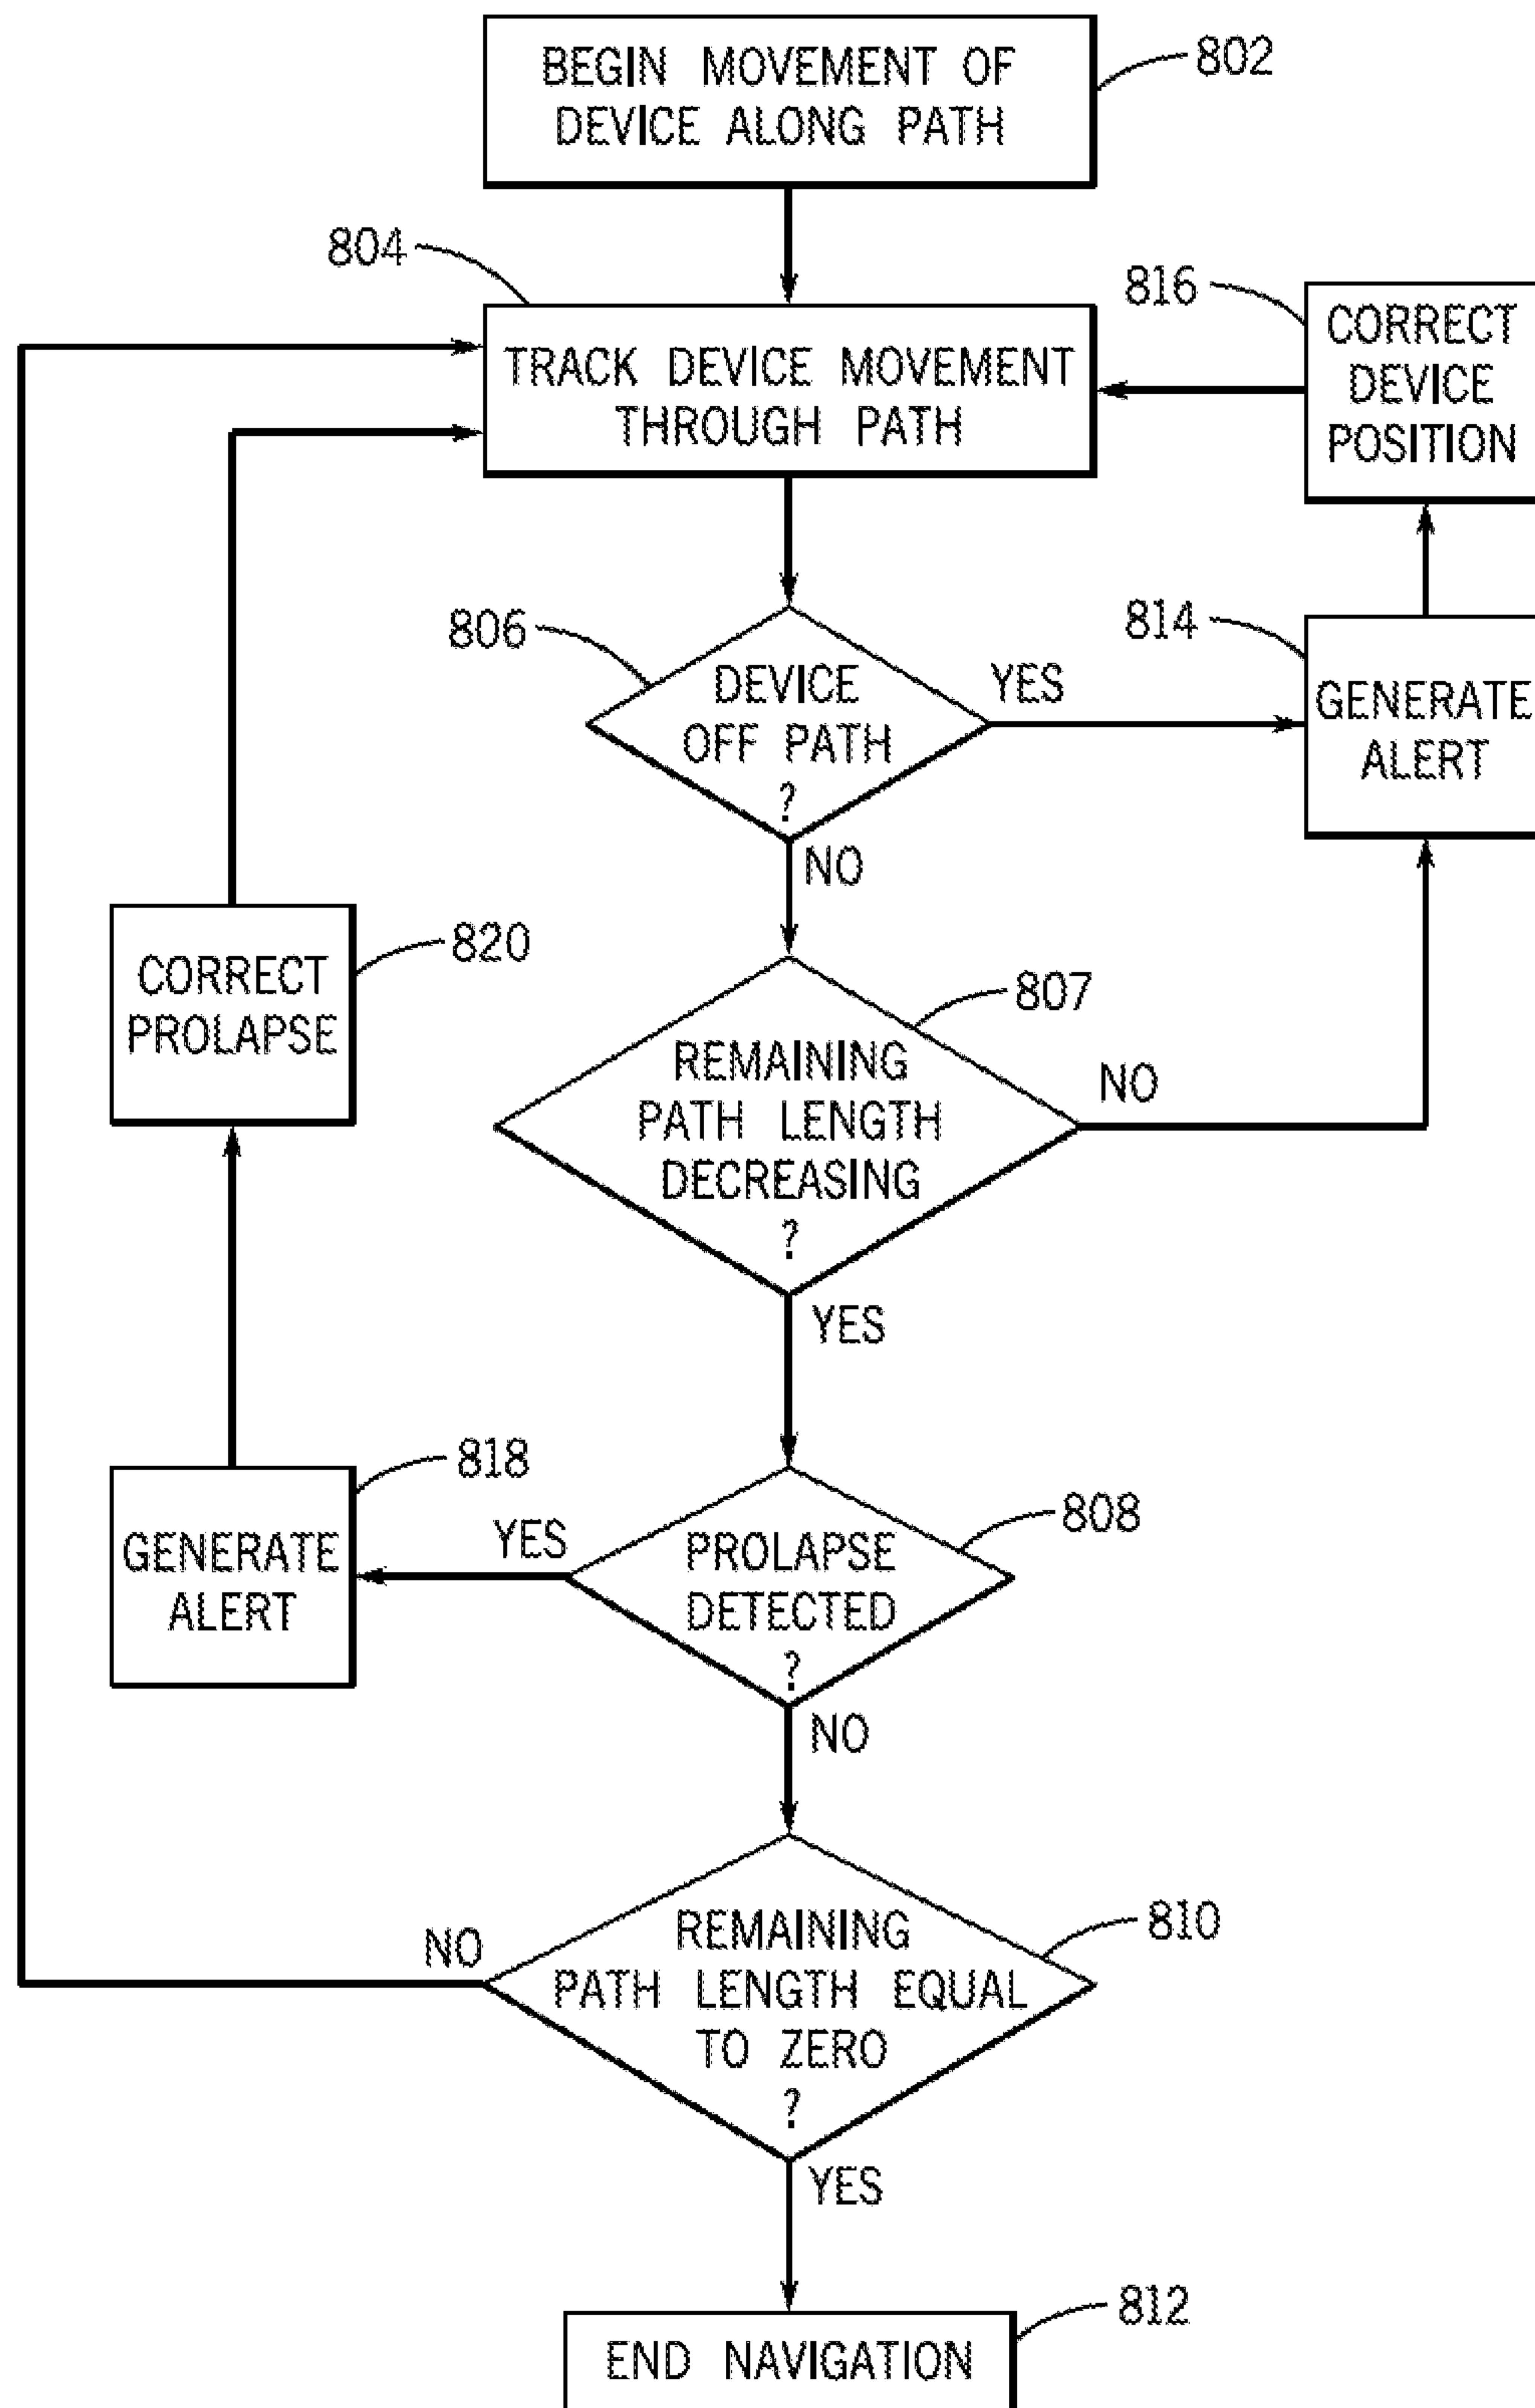 BEGIN MOVEMENT OF
DEVICE ALONG PATH
802
804
TRACK DEVICE MOVEMENT
THROUGH PATH
816
CORRECT
DEVICE
POSITION
806
DEVICE
OFF PATH
?
YES
NO
814
GENERATE
ALERT
820
CORRECT
PROLAPSE
807
REMAINING
PATH LENGTH
DECREASING
?
NO
YES
818
GENERATE
ALERT
YES
808
PROLAPSE
DETECTED
?
NO
810
REMAINING
PATH LENGTH EQUAL
TO ZERO
?
NO
YES
812
END NAVIGATION